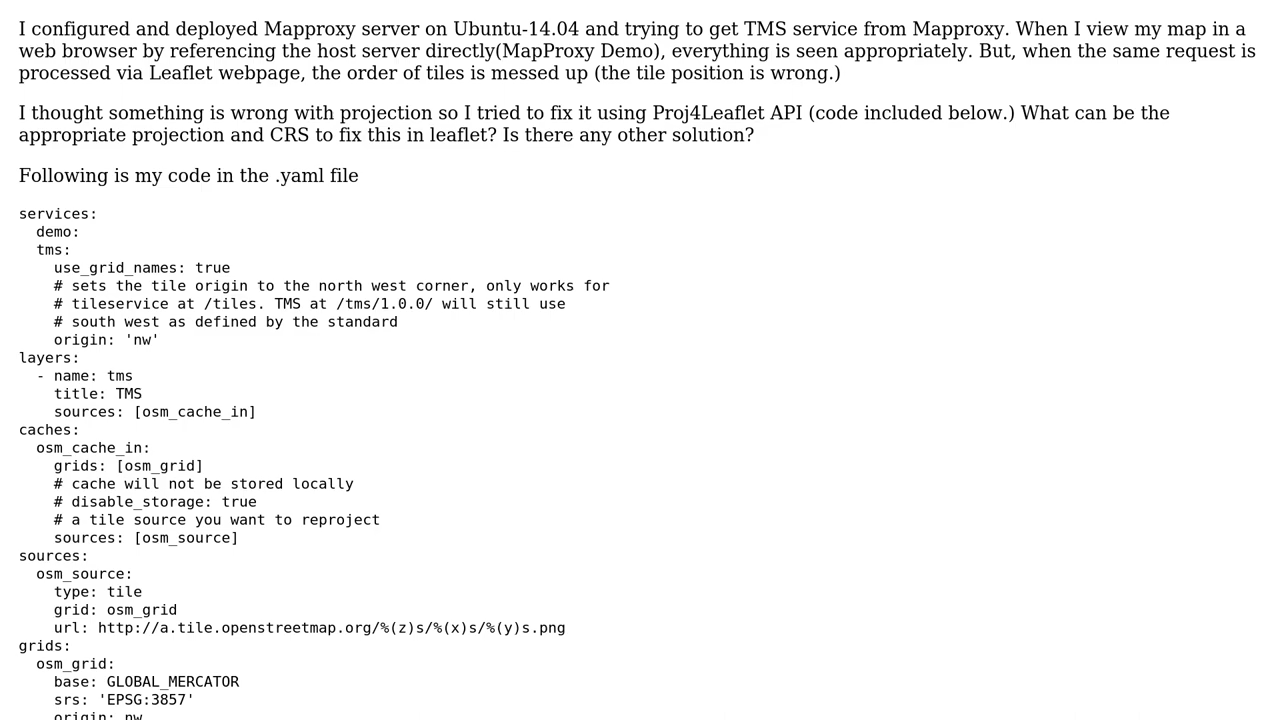 I configured and deployed Mapproxy server on Ubuntu-14.04 and trying to get TMS service from Mapproxy. When I view my map in a
web browser by referencing the host server directly(MapProxy Demo), everything is seen appropriately. But, when the same request is
processed via Leaflet webpage, the order of tiles is messed up (the tile position is wrong.)
I thought something is wrong with projection so I tried to fix it using Proj4Leaflet API (code included below.) What can be the
appropriate projection and CRS to fix this in leaflet? Is there any other solution?
Following is my code in the .yaml file
services:
  demo:
  tms:
    use_grid_names: true
    # sets the tile origin to the north west corner, only works for
    # tileservice at /tiles. TMS at /tms/1.0.0/ will still use
    # south west as defined by the standard
    origin: 'nw'
layers:
  - name: tms
    title: TMS
    sources: [osm_cache_in]
caches:
  osm_cache_in:
    grids: [osm_grid]
    # cache will not be stored locally
    # disable_storage: true
    # a tile source you want to reproject
    sources: [osm_source]
sources:
  osm_source:
    type: tile
    grid: osm_grid
    url: http://a.tile.openstreetmap.org/%(z)s/%(x)s/%(y)s.png
grids:
  osm_grid:
    base: GLOBAL_MERCATOR
    srs: 'EPSG:3857'
    origin: nw